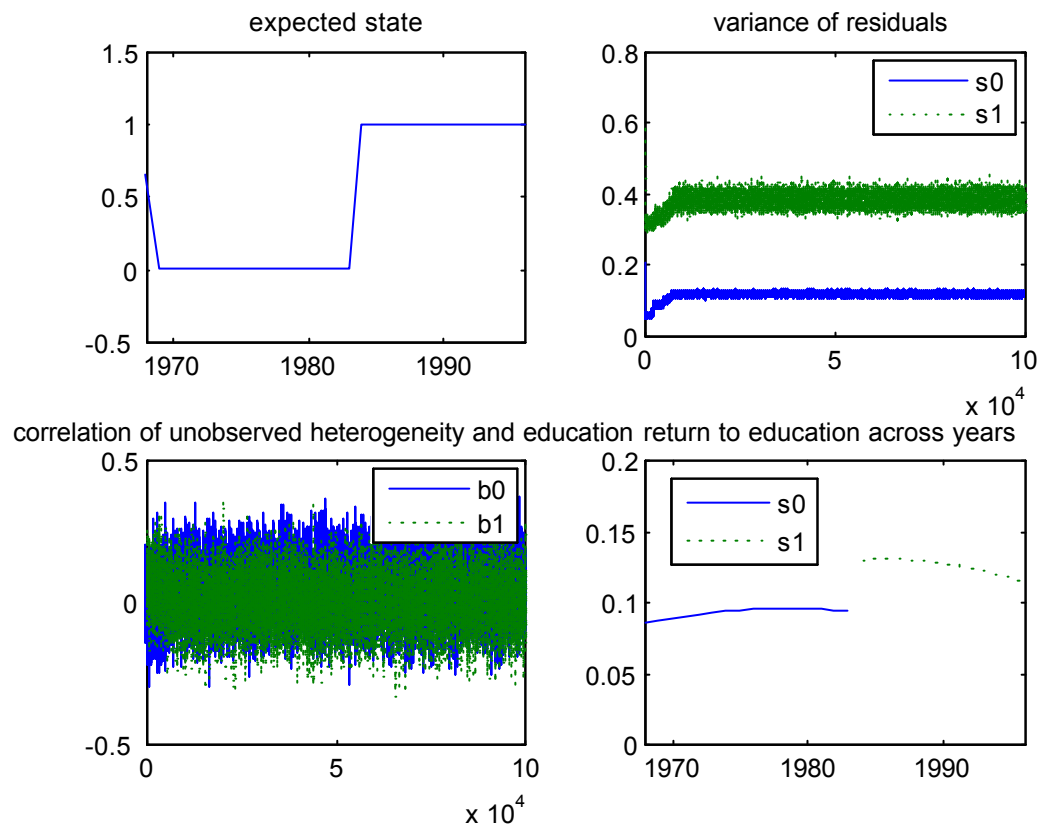 expected state
1.5
1
0.5
0
-0.5
1970 1980 1990
variance of residuals
0.8
0.6
0.4
0.2
0
s0
s1
0 5 10
x 10^4
correlation of unobserved heterogeneity and education
0.5
0
-0.5
b0
b1
0 5 10
x 10^4
return to education across years
0.2
0.15
0.1
0.05
0
s0
s1
1970 1980 1990